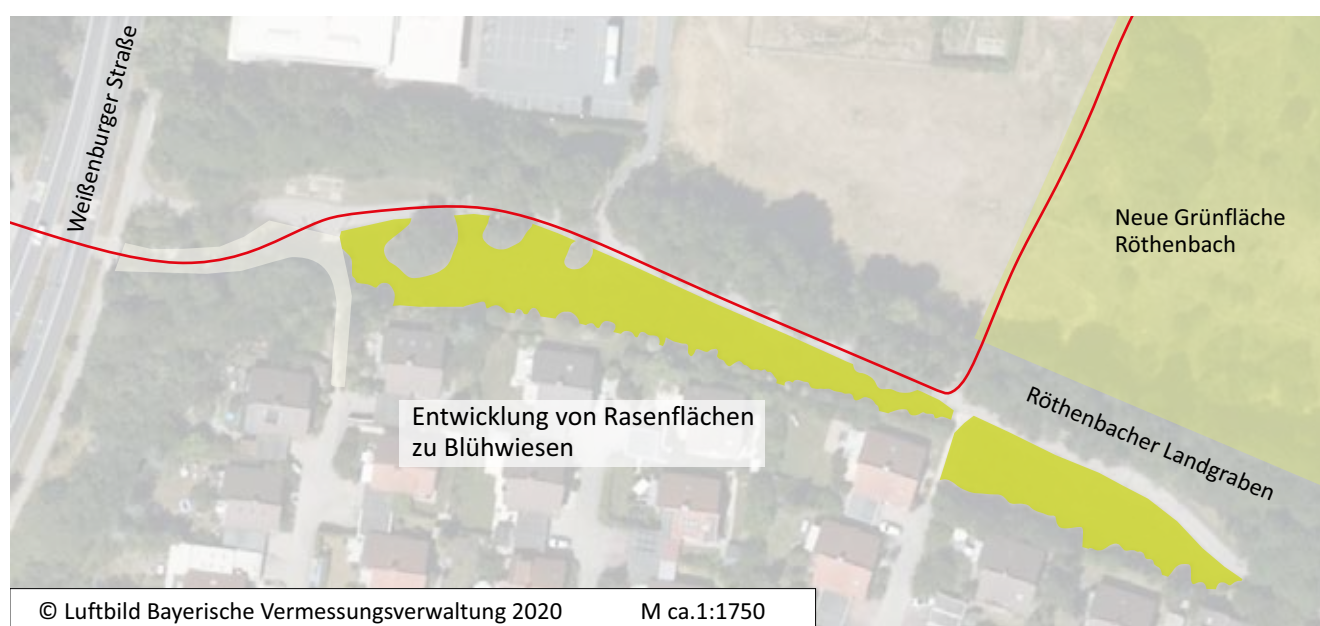 Weißenburger Straße
Neue Grünfläche
Röthenbach
Röthenbacher Landgraben
Entwicklung von Rasenflächen
zu Blühwiesen
© Luftbild Bayerische Vermessungsverwaltung 2020 M ca.1:1750